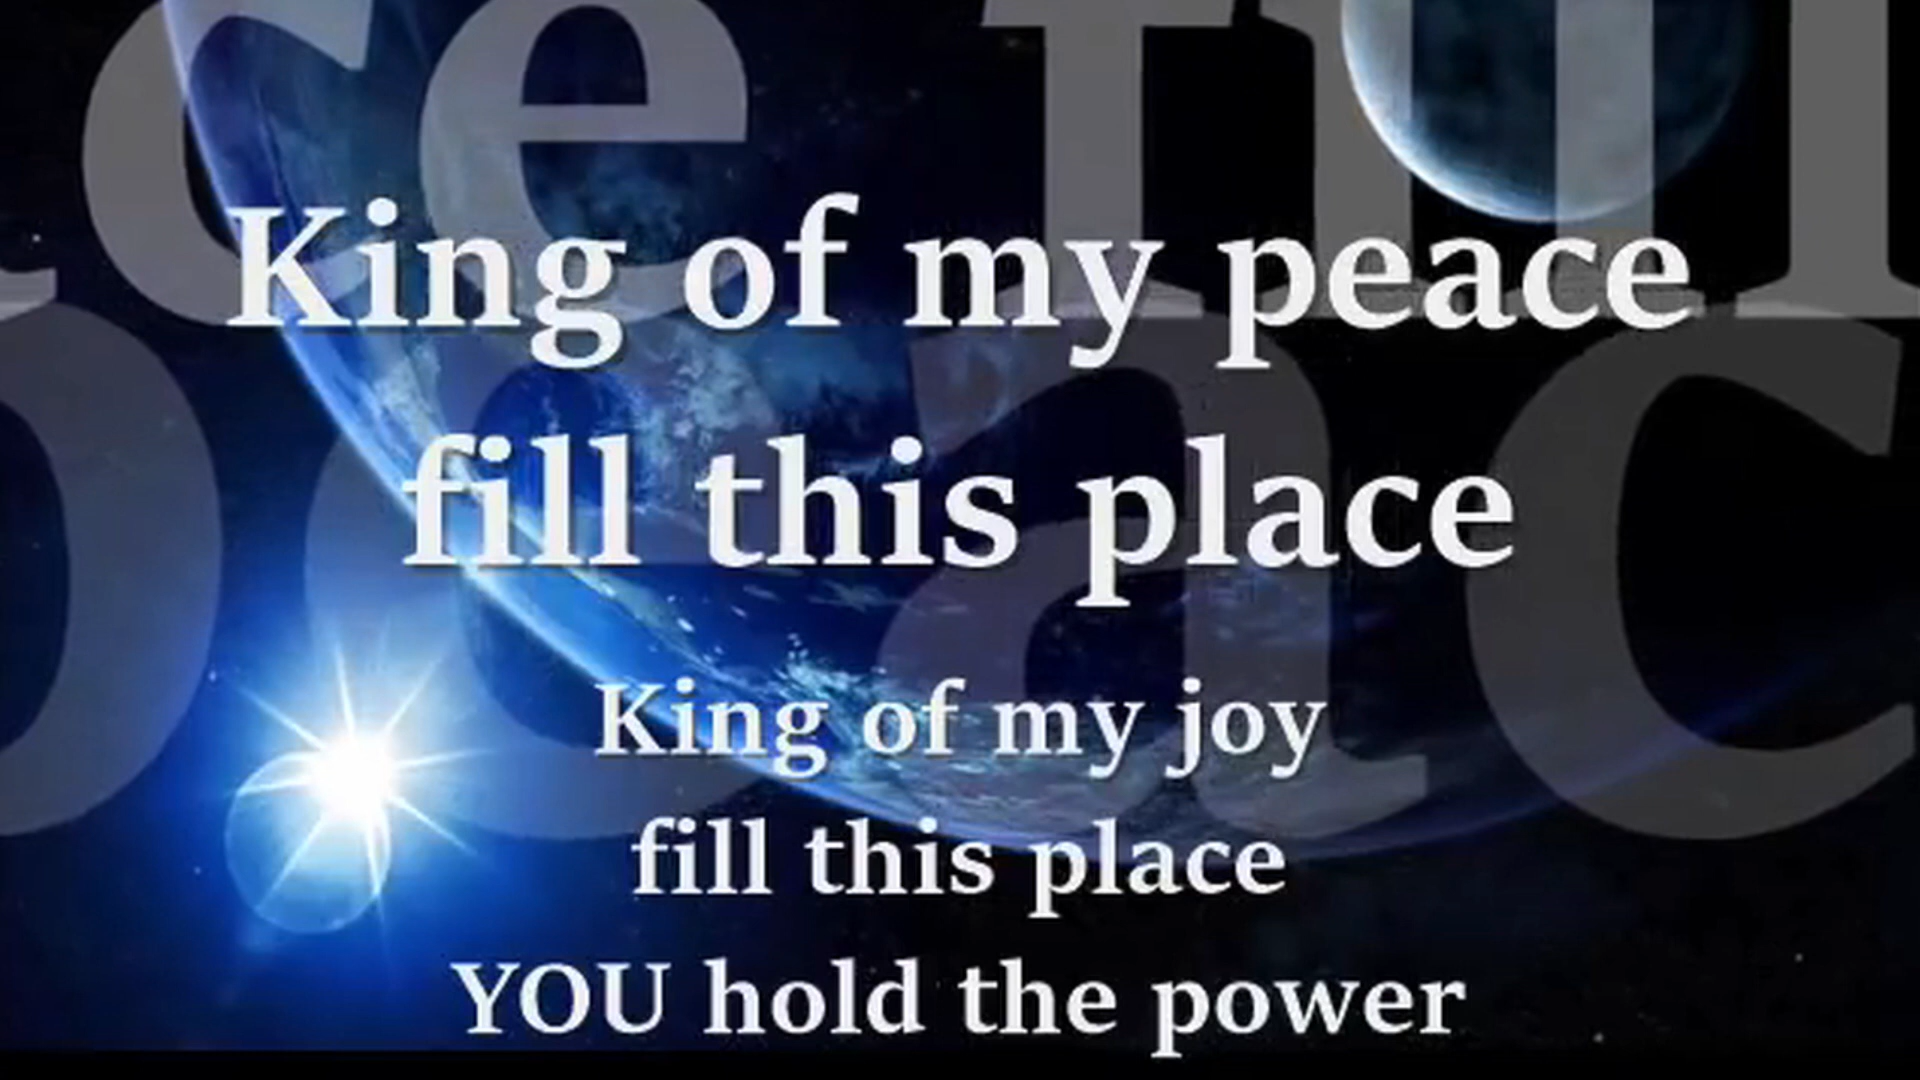 King of my peace
fill this place
King of my joy
fill this place
YOU hold the power